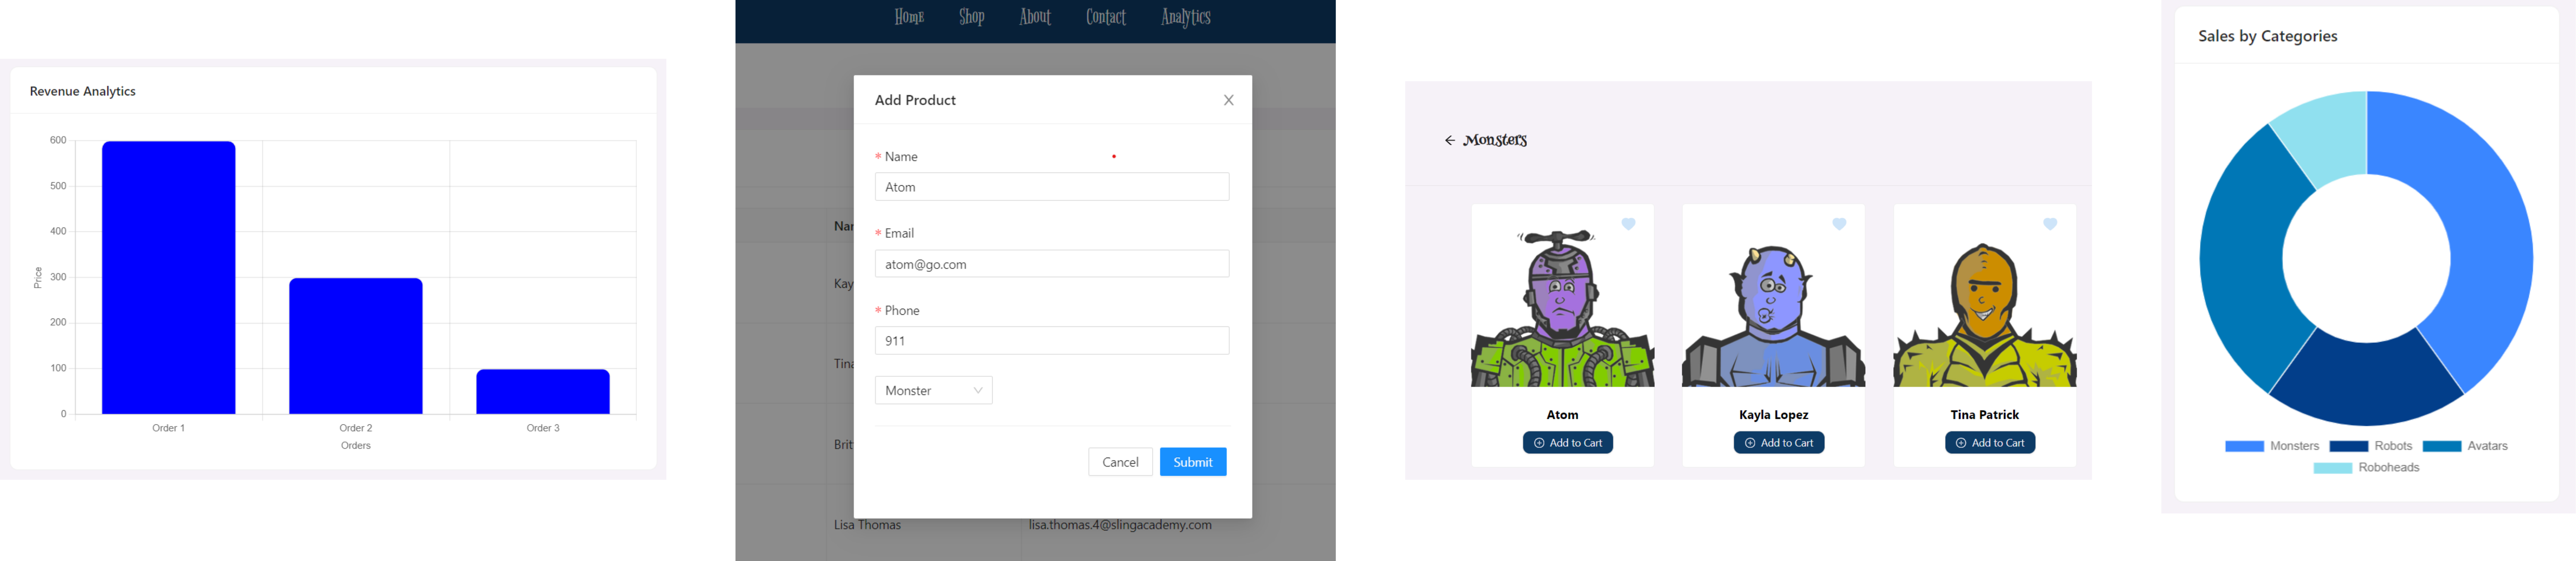 Revenue Analytics
600
500
400
300
200
100
0
Price
Order 1 Order 2 Order 3
Orders
Home Shop About Contact Analytics
Add Product
* Name
Atom
* Email
atom@go.com
* Phone
911
Monster
Cancel Submit
Nar
Kay
Tina
Brit
Lisa Thomas lisa.thomas.4@slingacademy.com
Monsters
Atom Kayla Lopez Tina Patrick
Add to Cart Add to Cart Add to Cart
Sales by Categories
Monsters Robots Avatars
Roboheads